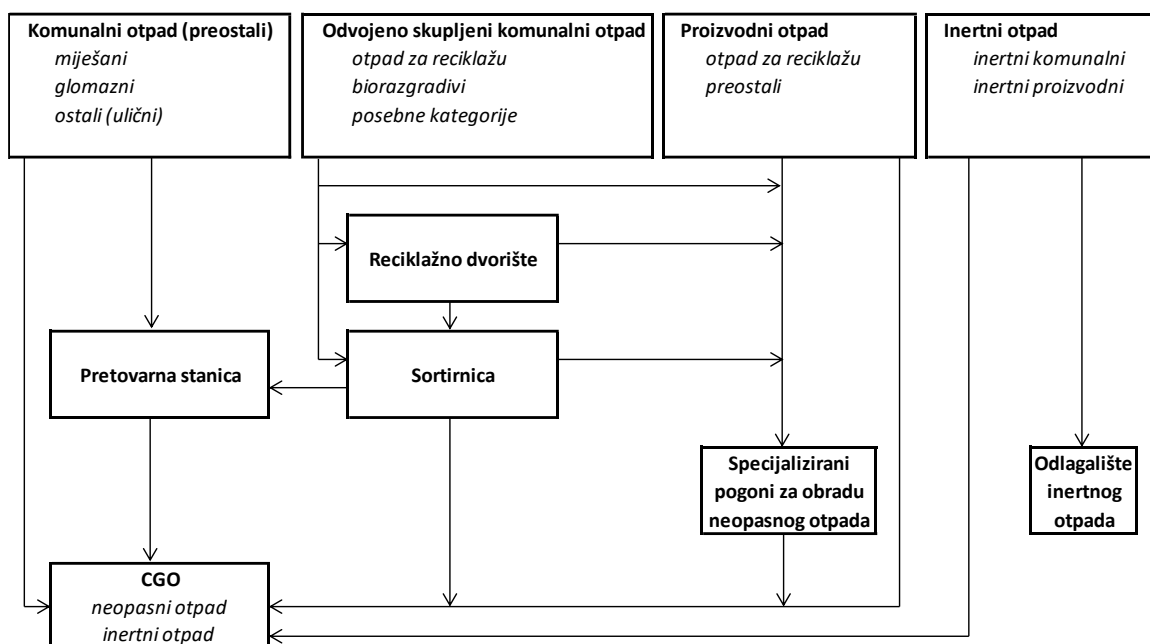 Komunalni otpad (preostali)
miješani
glomazni
ostali (ulični)
Odvojeno skupljeni komunalni otpad
otpad za reciklažu
biorazgradivi
posebne kategorije
Proizvodni otpad
otpad za reciklažu
preostali
Inertni otpad
inertni komunalni
inertni proizvodni
Reciklažno dvorište
Pretovarna stanica
Sortirnica
Specijalizirani
pogoni za obradu
neopasnog otpada
Odlagalište
inertnog
otpada
CGO
neopasni otpad
inertni otpad